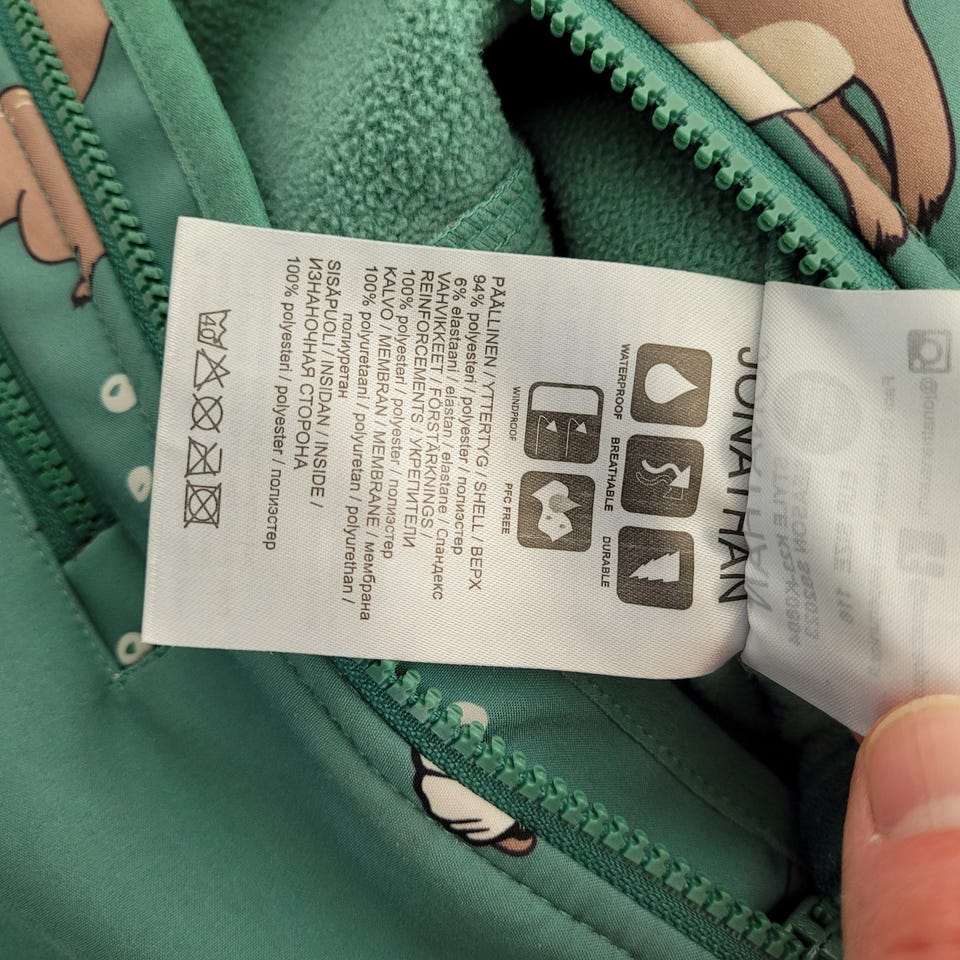 JONATHAN
WATERPROOF
BREATHABLE
DURABLE
WINDPROOF
PFC FREE
PÄÄLLINEN / YTTERTYG / SHELL / ВЕРХ
94% polyesteri / polyester / полиэстер
6% elastaani / elastan / elastane / Спандекс
VAHVIKKEET / FÖRSTÄRKNINGS /
REINFORCEMENTS / УКРЕПИТЕЛИ
100% polyesteri / polyester / полиэстер
KALVO / MEMBRAN / MEMBRANE / мембрана
100% polyuretaani / polyuretan / polyurethan /
полиуретан
SISÄPUOLI / INSIDAN / INSIDE /
ИЗНАНОЧНАЯ СТОРОНА
100% polyesteri / polyester / полиэстер
40